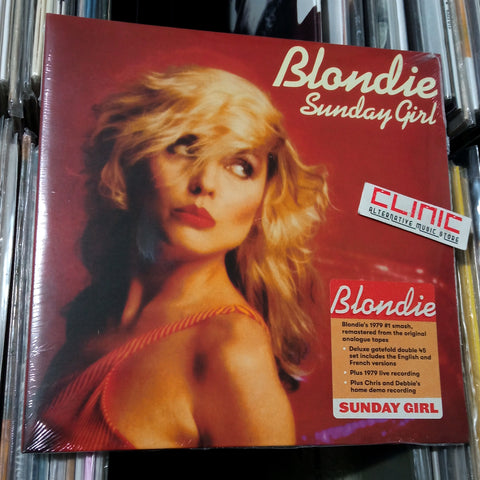 Blondie
Sunday Girl
CLINIC
ALTERNATIVE MUSIC STORE
Blondie
Blondie's 1979 #1 smash,
remastered from the original
analogue tapes
• Deluxe gatefold double 45
set includes the English and
French versions
• Plus 1979 live recording
• Plus Chris and Debbie's
home demo recording
SUNDAY GIRL